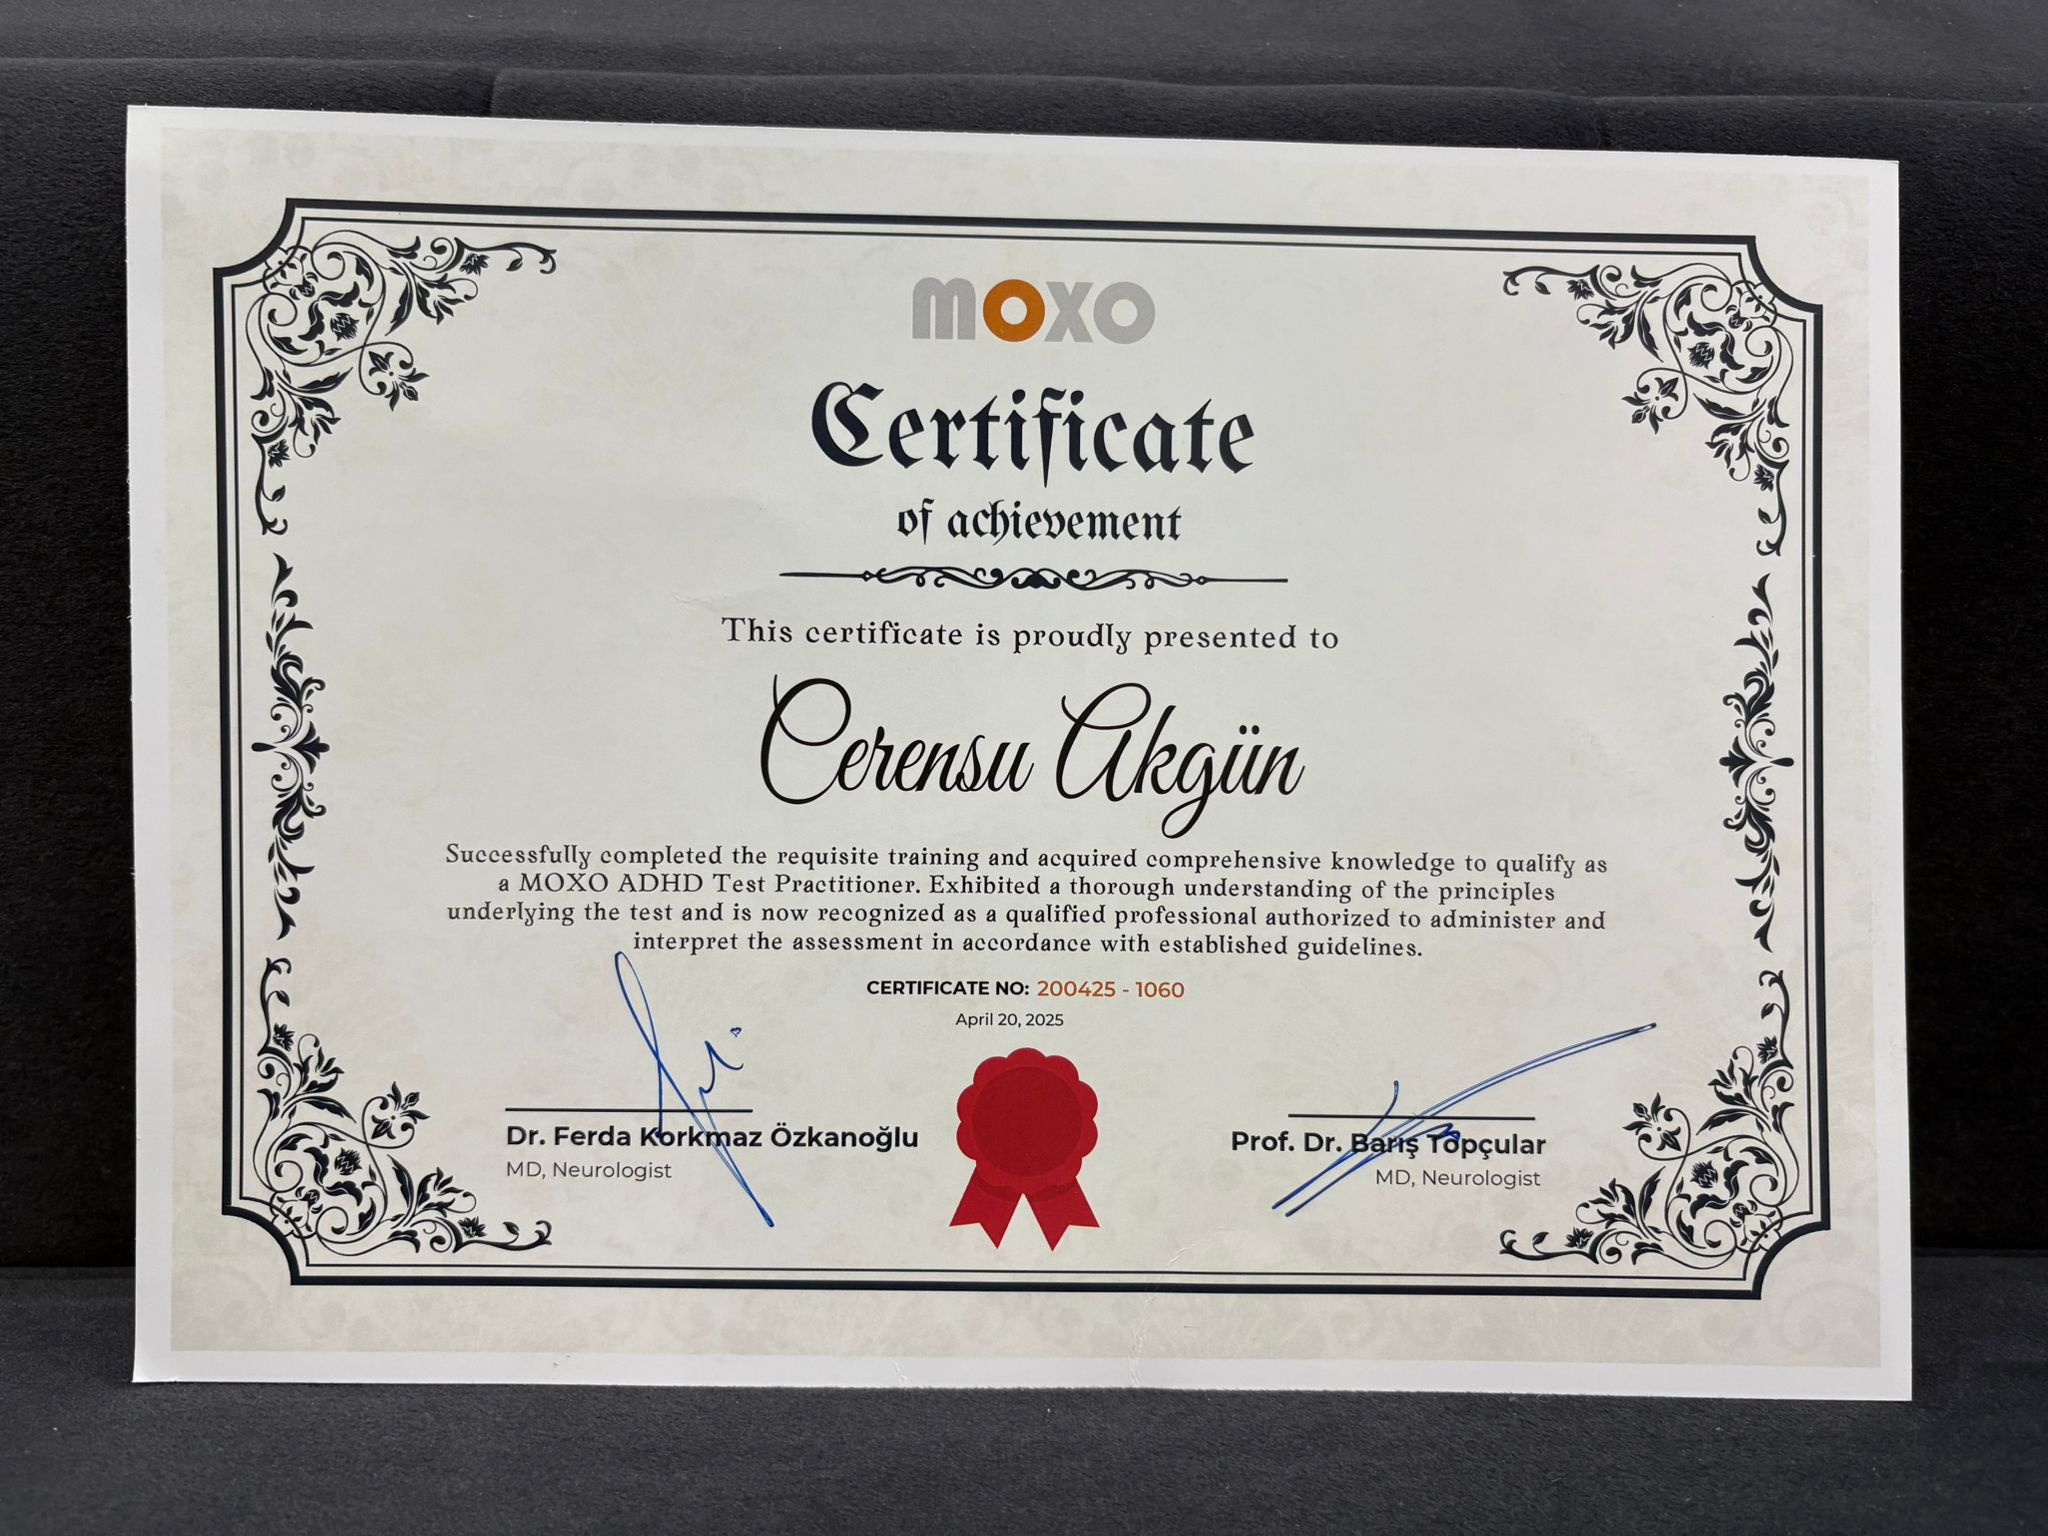 moxo
Certificate
of achievement
This certificate is proudly presented to
Cerensu Akgün
Successfully completed the requisite training and acquired comprehensive knowledge to qualify as
a MOXO ADHD Test Practitioner. Exhibited a thorough understanding of the principles
underlying the test and is now recognized as a qualified professional authorized to administer and
interpret the assessment in accordance with established guidelines.
CERTIFICATE NO: 200425 - 1060
April 20, 2025
Dr. Ferda Korkmaz Özkanoğlu
MD, Neurologist
Prof. Dr. Barış Topçular
MD, Neurologist